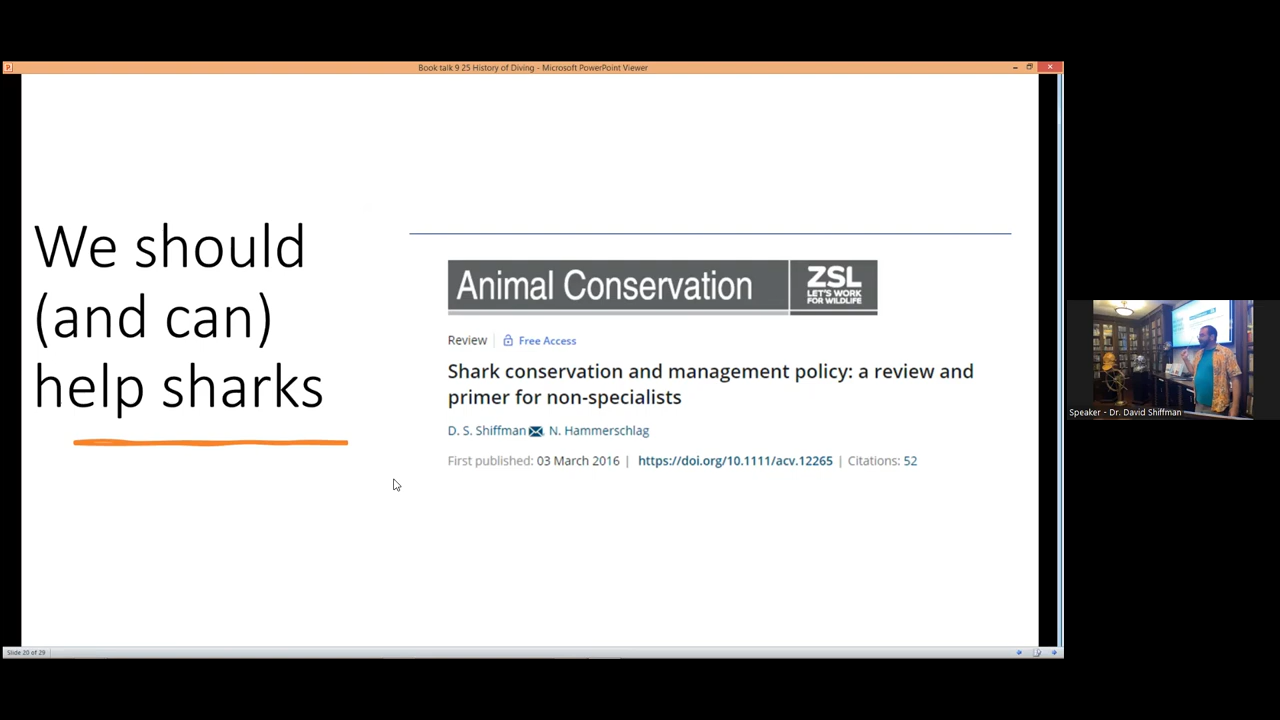 Book talk 9 25 History of Diving - Microsoft PowerPoint Viewer
We should
(and can)
help sharks
Animal Conservation
ZSL
LET'S WORK
FOR WILDLIFE
Review
Free Access
Shark conservation and management policy: a review and
primer for non-specialists
D. S. Shiffman N. Hammerschlag
First published: 03 March 2016 | https://doi.org/10.1111/acv.12265 | Citations: 52
Speaker - Dr. David Shiffman
Slide 20 of 29